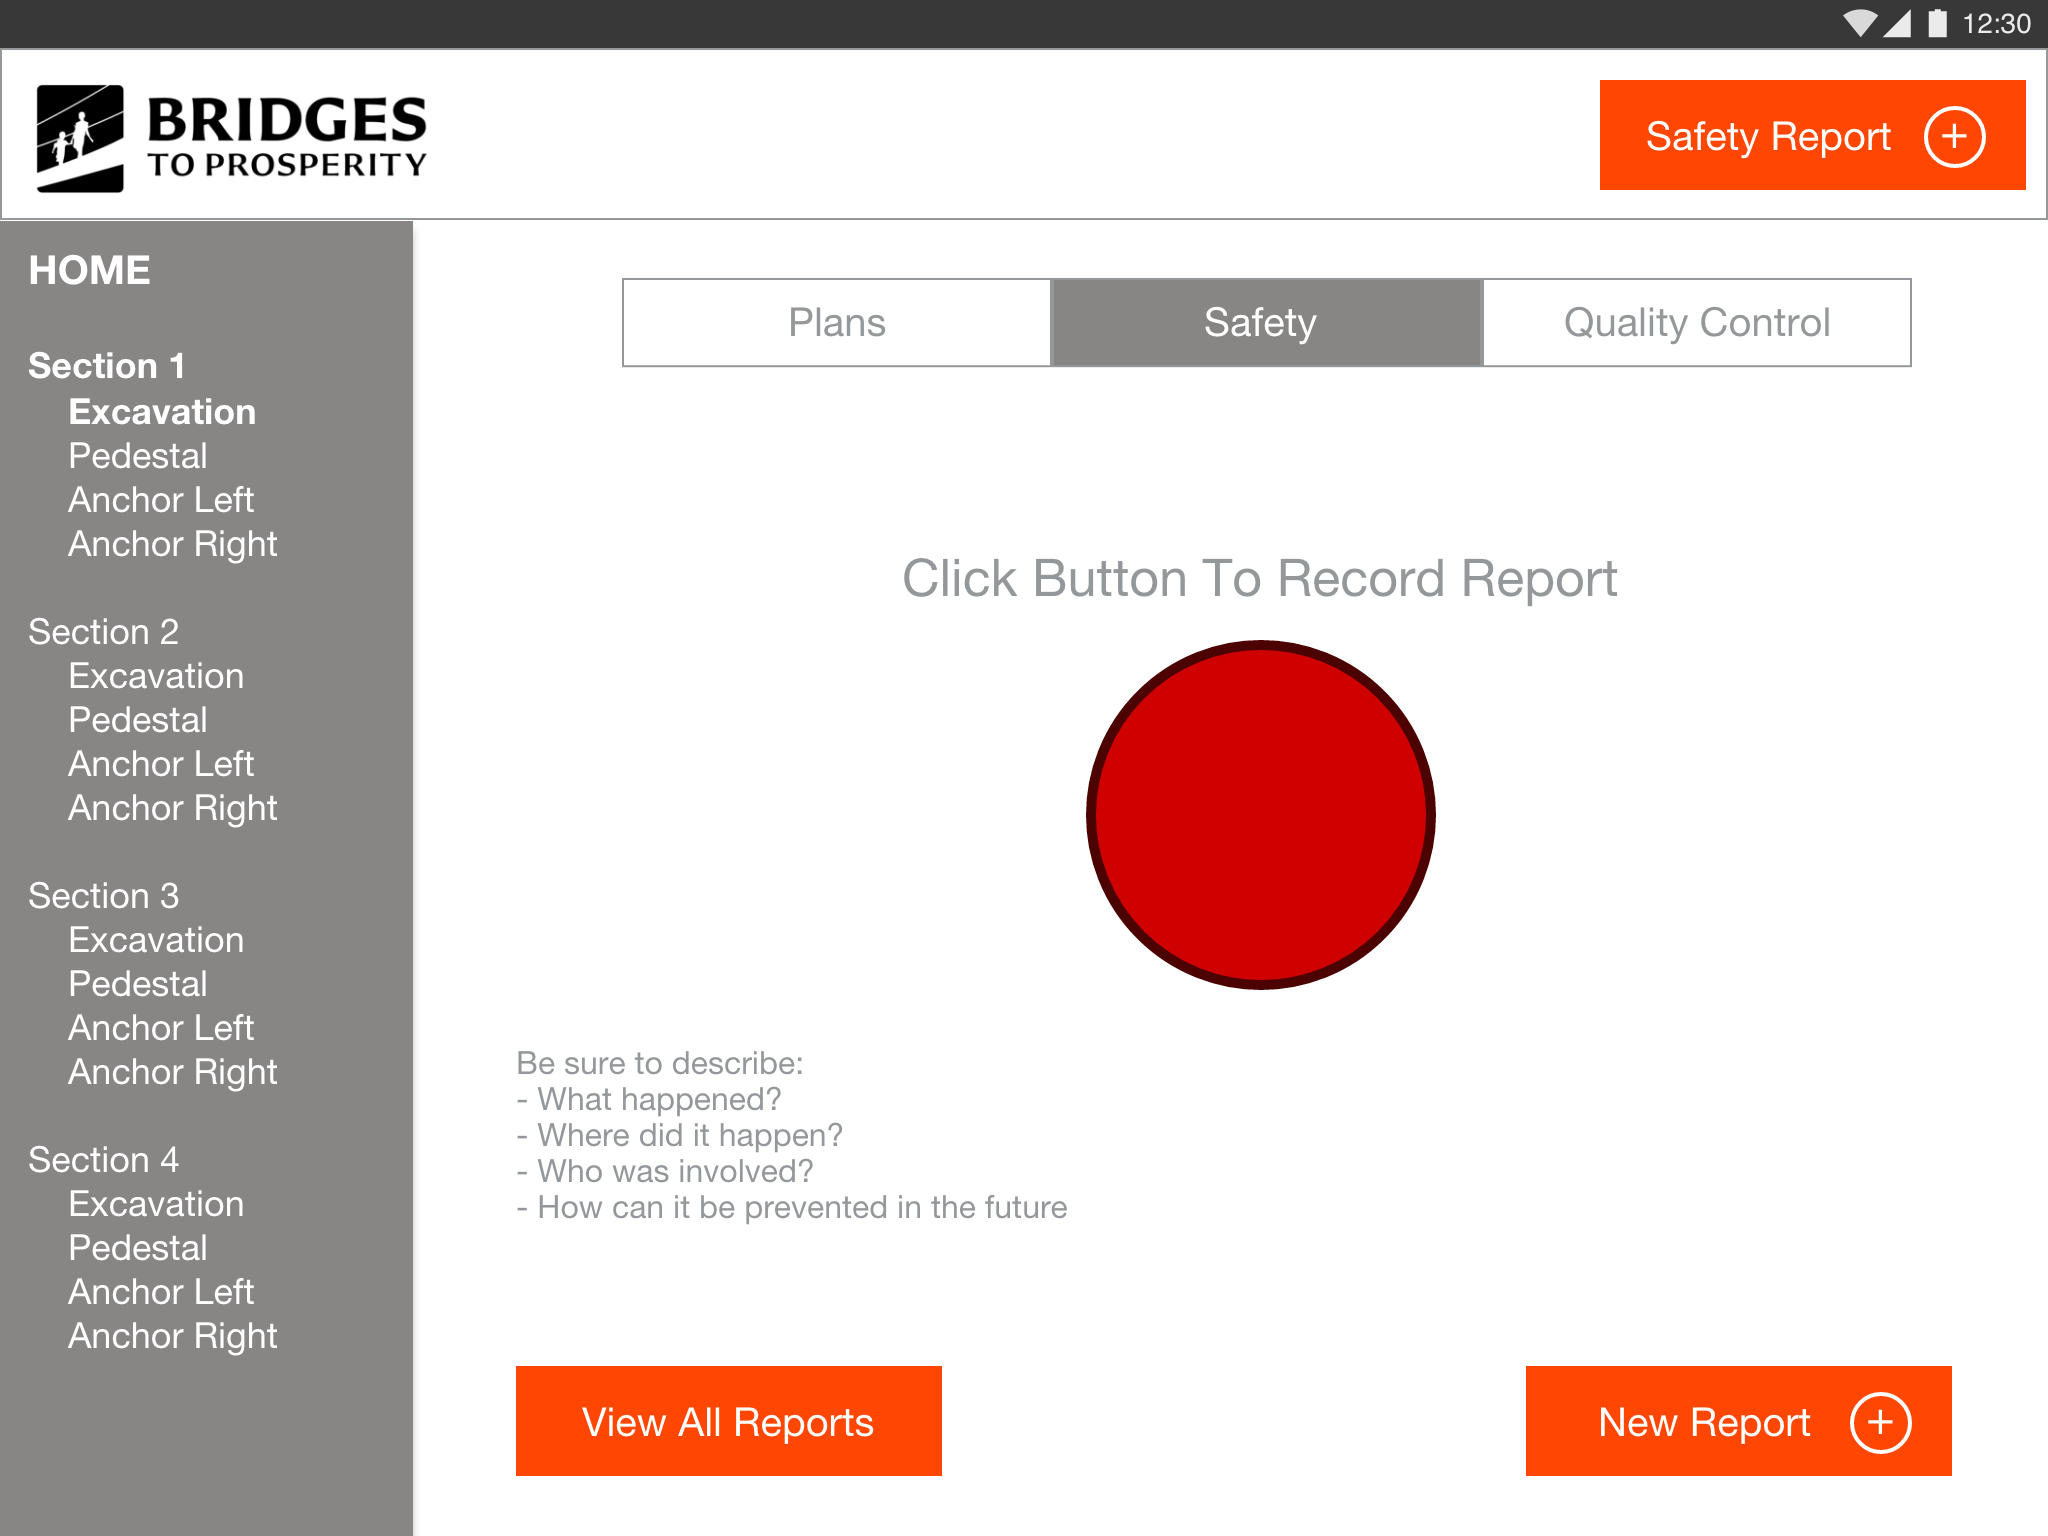 12:30
BRIDGES
TO PROSPERITY
Safety Report
HOME
Section 1
Excavation
Pedestal
Anchor Left
Anchor Right
Section 2
Excavation
Pedestal
Anchor Left
Anchor Right
Section 3
Excavation
Pedestal
Anchor Left
Anchor Right
Section 4
Excavation
Pedestal
Anchor Left
Anchor Right
Plans
Safety
Quality Control
Click Button To Record Report
Be sure to describe:
- What happened?
- Where did it happen?
- Who was involved?
- How can it be prevented in the future
View All Reports
New Report